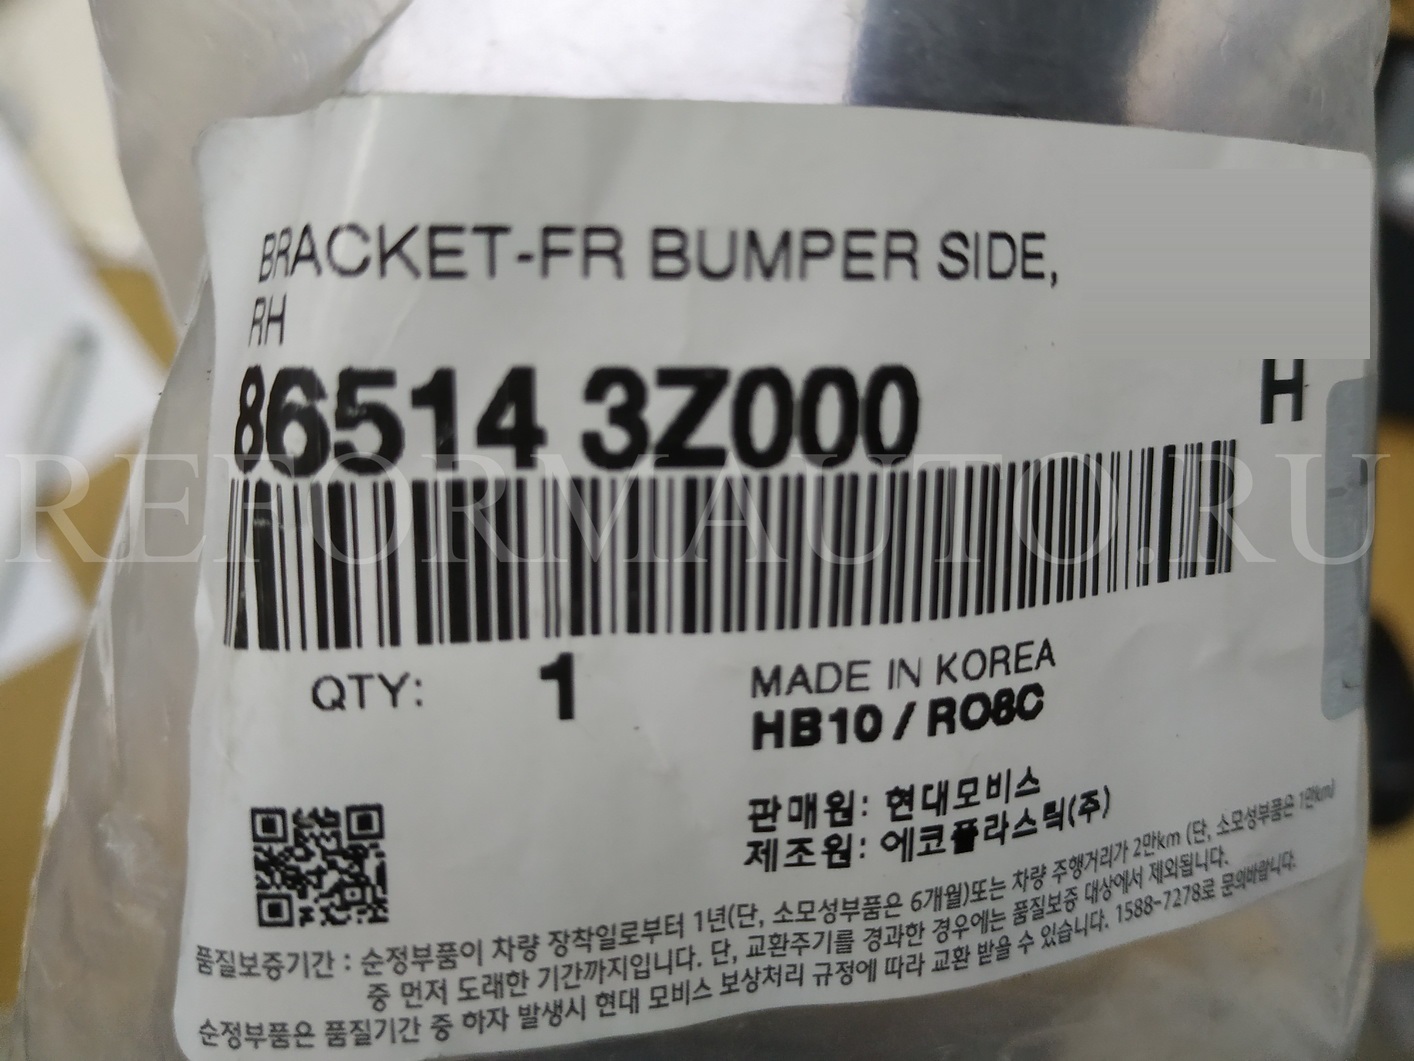 BRACKET-FR BUMPER SIDE,
RH
86514 3Z000
H
REFORMAUTO.RU
QTY: 1
MADE IN KOREA
HB10 / RO8C
판매원: 현대모비스
제조원: 에코플라스틱(주)
품질보증기간 : 순정부품이 차량 장착일로부터 1년(단, 소모성부품은 6개월)또는 차량 주행거리가 2만km (단, 소모성부품은 1만km)
중 먼저 도래한 기간까지입니다. 단, 교환주기를 경과한 경우에는 품질보증 대상에서 제외됩니다.
순정부품은 품질기간 중 하자 발생시 현대 모비스 보상처리 규정에 따라 교환 받을 수 있습니다. 1588-7278로 문의바랍니다.